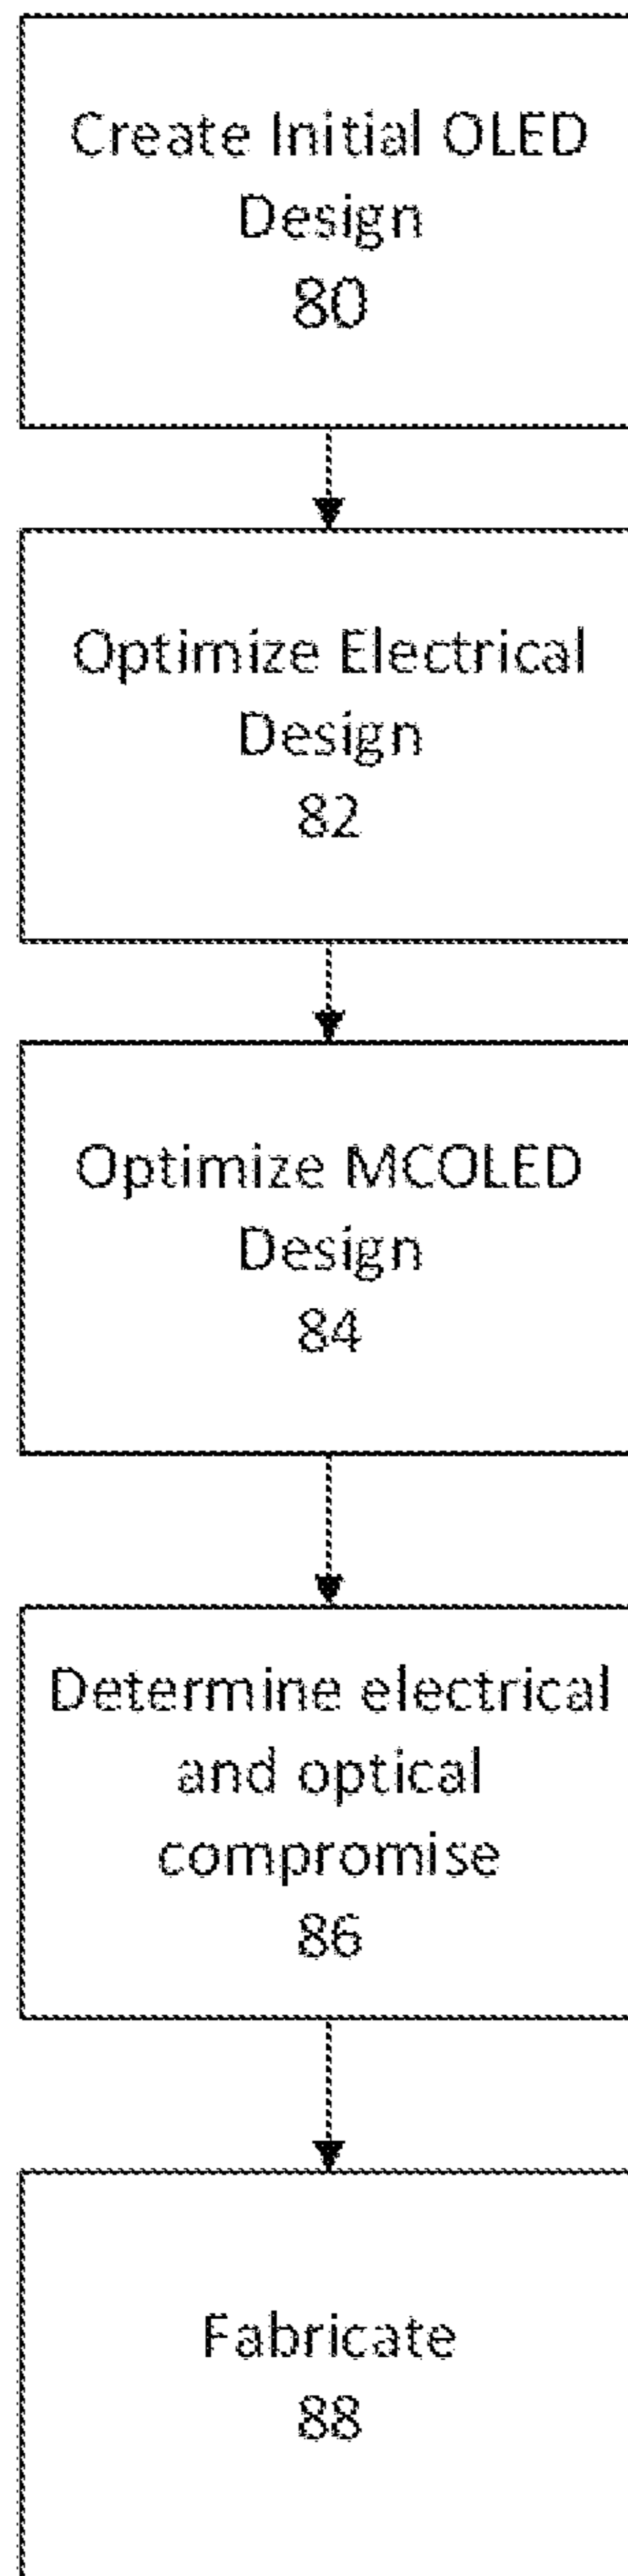 Create Initial OLED
Design
80
Optimize Electrical
Design
82
Optimize MCOLED
Design
84
Determine electrical
and optical
compromise
86
Fabricate
88